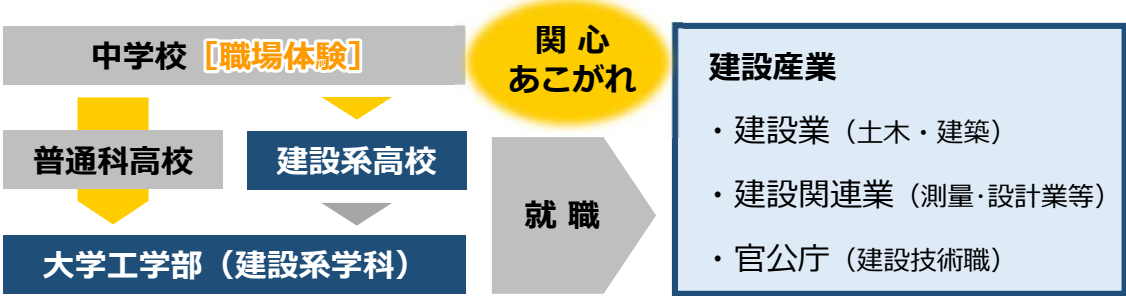 中学校［職場体験］
普通科高校
建設系高校
大学工学部（建設系学科）
関 心
あこがれ
就 職
建設産業
・建設業（土木・建築）
・建設関連業（測量･設計業等）
・官公庁（建設技術職）